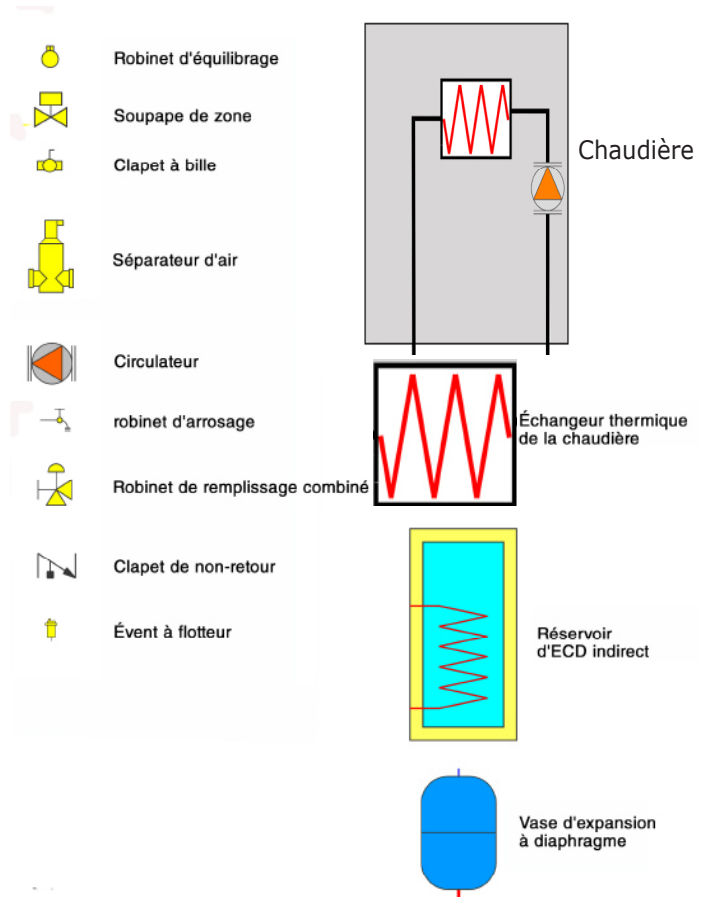 Robinet d'équilibrage
Soupape de zone
Clapet à bille
Séparateur d'air
Circulateur
robinet d'arrosage
Robinet de remplissage combiné
Clapet de non-retour
Évent à flotteur
Chaudière
Échangeur thermique
de la chaudière
Réservoir
d'ECD indirect
Vase d'expansion
à diaphragme